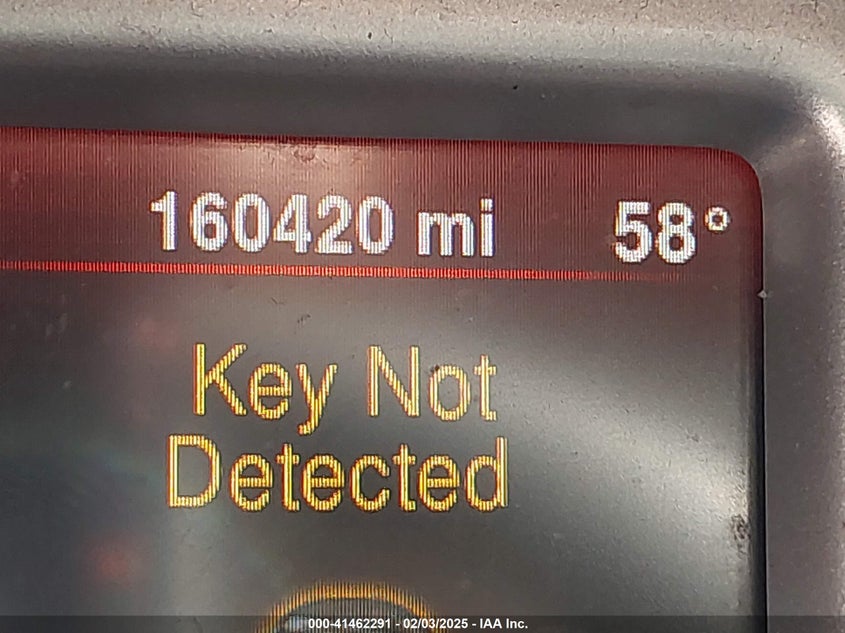 160420 mi 58°
Key Not
Detected
000-41462291 - 02/03/2025 - IAA Inc.